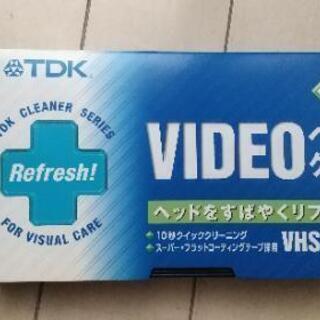 TDK
TDK CLEANER SERIES
Refresh!
FOR VISUAL CARE
VIDEO
ヘッドをすばやくリフ
10秒クイッククリーニング
スーパー・フラットコーティングテープ採用
VHS